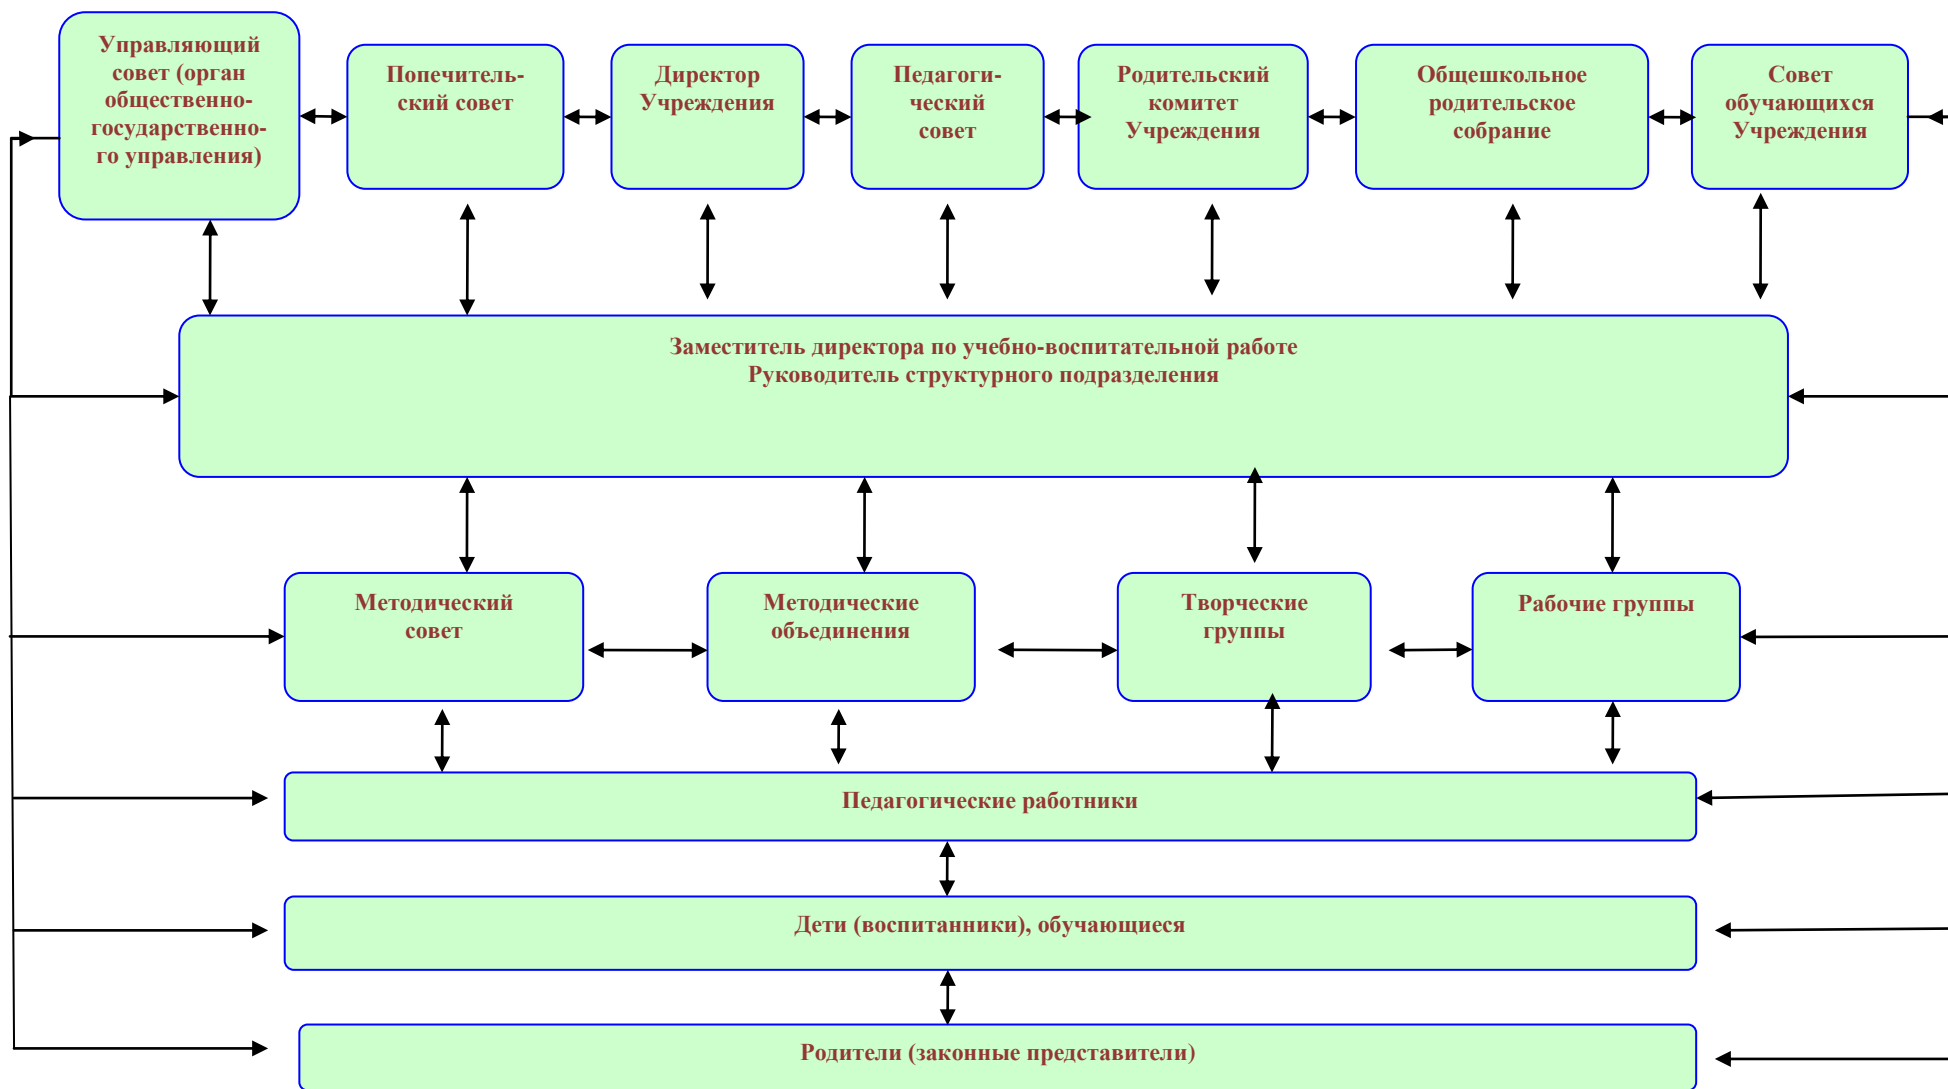 Управляющий
совет (орган
общественно-
государственно-
го управления)
Попечитель-
ский совет
Директор
Учреждения
Педагоги-
ческий
совет
Родительский
комитет
Учреждения
Общешкольное
родительское
собрание
Совет
обучающихся
Учреждения
Заместитель директора по учебно-воспитательной работе
Руководитель структурного подразделения
Методический
совет
Методические
объединения
Творческие
группы
Рабочие группы
Педагогические работники
Дети (воспитанники), обучающиеся
Родители (законные представители)